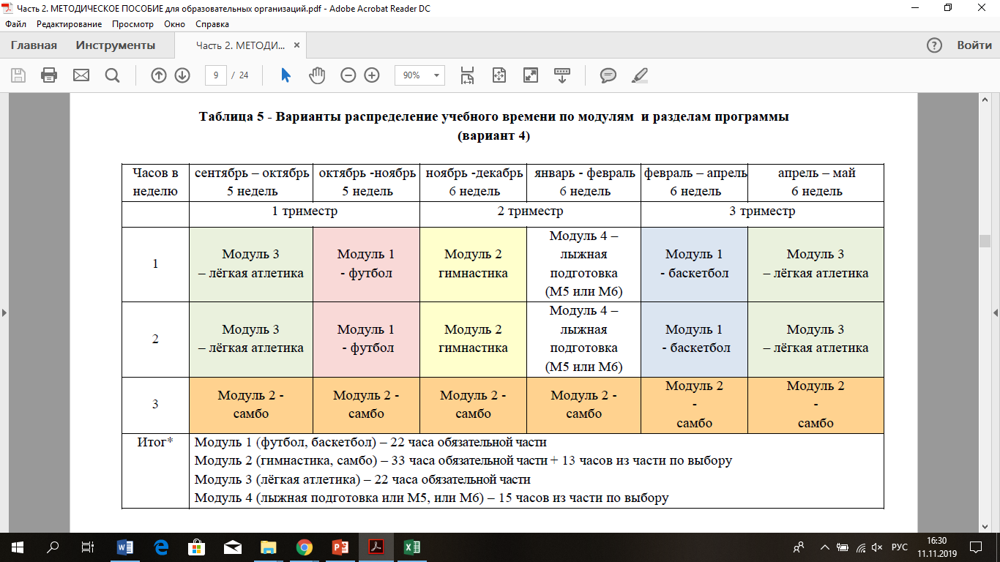 Часть 2. МЕТОДИЧЕСКОЕ ПОСОБИЕ для образовательных организаций.pdf - Adobe Acrobat Reader DC
Файл Редактирование Просмотр Окно Справка
Главная Инструменты Часть 2. МЕТОДИ... × Войти
9 / 24 90%
Таблица 5 - Варианты распределение учебного времени по модулям и разделам программы
(вариант 4)
Часов в неделю
сентябрь – октябрь
5 недель
октябрь -ноябрь
5 недель
ноябрь -декабрь
6 недель
январь - февраль
6 недель
февраль – апрель
6 недель
апрель – май
6 недель
1 триместр
2 триместр
3 триместр
1
Модуль 3
– лёгкая атлетика
Модуль 1
- футбол
Модуль 2
гимнастика
Модуль 4 –
лыжная
подготовка
(М5 или М6)
Модуль 1
- баскетбол
Модуль 3
– лёгкая атлетика
2
Модуль 3
– лёгкая атлетика
Модуль 1
- футбол
Модуль 2
гимнастика
Модуль 4 –
лыжная
подготовка
(М5 или М6)
Модуль 1
- баскетбол
Модуль 3
– лёгкая атлетика
3
Модуль 2 -
самбо
Модуль 2 -
самбо
Модуль 2 -
самбо
Модуль 2 -
самбо
Модуль 2
-
самбо
Модуль 2
-
самбо
Итог*
Модуль 1 (футбол, баскетбол) – 22 часа обязательной части
Модуль 2 (гимнастика, самбо) – 33 часа обязательной части + 13 часов из части по выбору
Модуль 3 (лёгкая атлетика) – 22 часа обязательной части
Модуль 4 (лыжная подготовка или М5, или М6) – 15 часов из части по выбору
РУС
16:30
11.11.2019